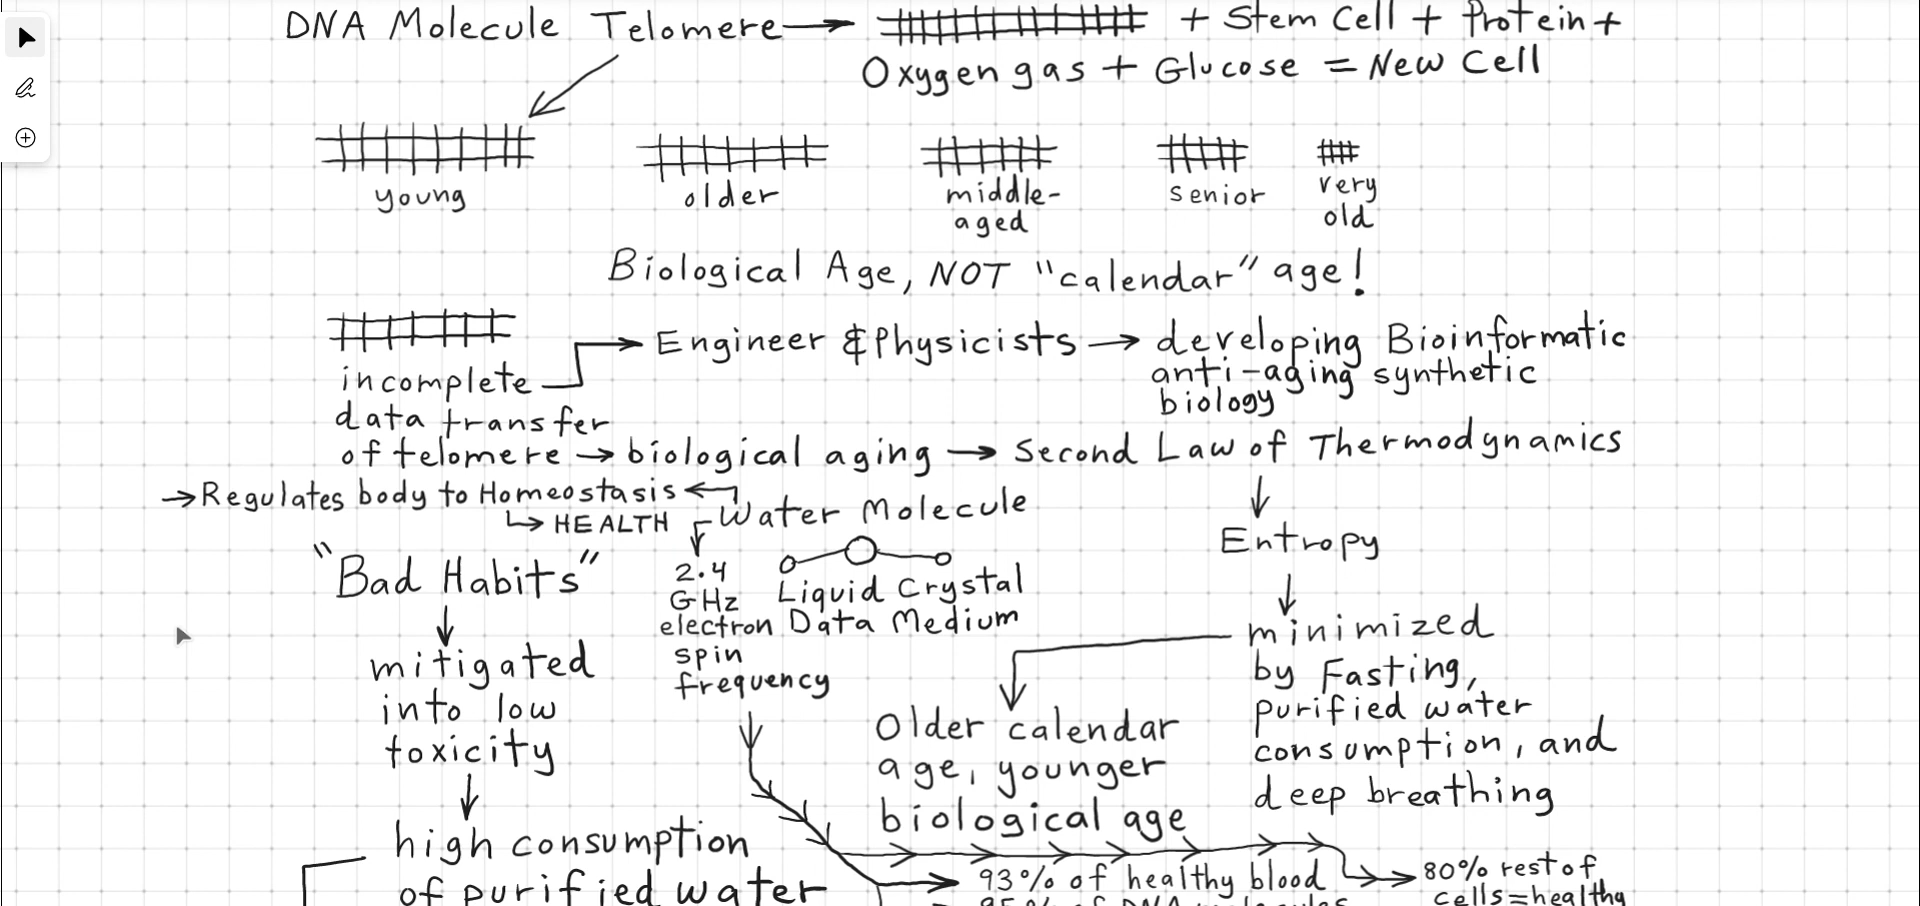 DNA Molecule Telomere → + Stem Cell + Protein +
Oxygen gas + Glucose = New Cell
young
older
middle-
aged
senior
very
old
Biological Age, NOT "calendar" age!
incomplete
data transfer
of telomere → biological aging → Second Law of Thermodynamics
Engineer & Physicists → developing Bioinformatic
anti-aging synthetic
biology
→ Regulates body to Homeostasis ←
↳ HEALTH
Water Molecule
2.4
GHz
electron
spin
frequency
Liquid Crystal
Data Medium
Entropy
minimized
by Fasting,
purified water
consumption, and
deep breathing
"Bad Habits"
mitigated
into low
toxicity
high consumption
of purified water
Older calendar
age, younger
biological age
93% of healthy blood
80% rest of
cells=healthy